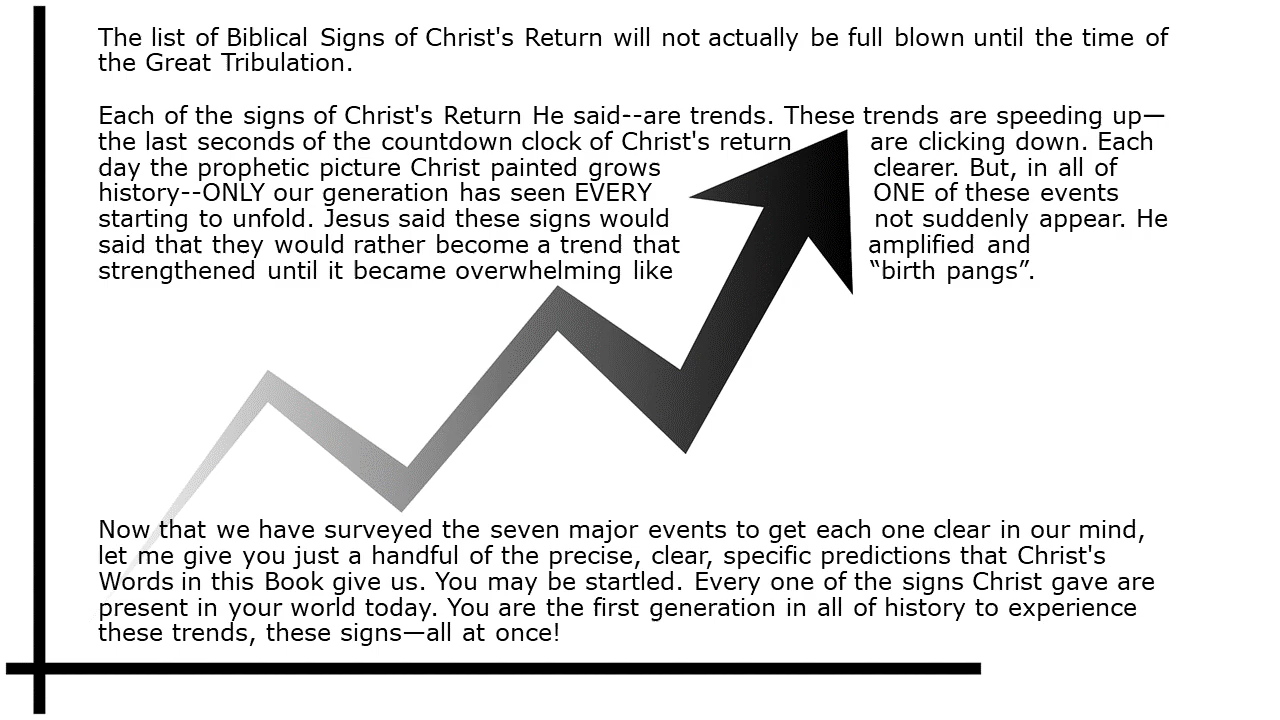 The list of Biblical Signs of Christ's Return will not actually be full blown until the time of
the Great Tribulation.
Each of the signs of Christ's Return He said--are trends. These trends are speeding up—
the last seconds of the countdown clock of Christ's return are clicking down. Each
day the prophetic picture Christ painted grows clearer. But, in all of
history--ONLY our generation has seen EVERY ONE of these events
starting to unfold. Jesus said these signs would not suddenly appear. He
said that they would rather become a trend that amplified and
strengthened until it became overwhelming like “birth pangs”.
Now that we have surveyed the seven major events to get each one clear in our mind,
let me give you just a handful of the precise, clear, specific predictions that Christ's
Words in this Book give us. You may be startled. Every one of the signs Christ gave are
present in your world today. You are the first generation in all of history to experience
these trends, these signs—all at once!